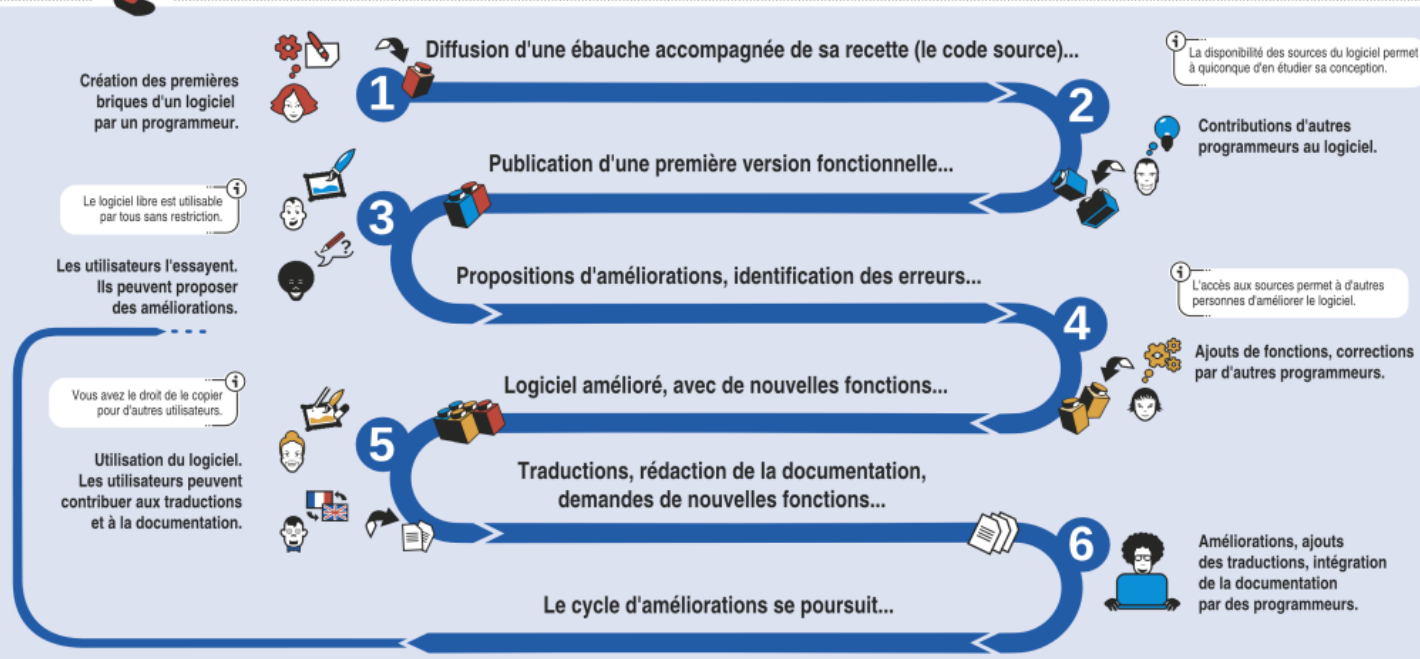 Diffusion d'une ébauche accompagnée de sa recette (le code source)...
Création des premières
briques d'un logiciel
par un programmeur.
1
2
La disponibilité des sources du logiciel permet
à quiconque d'en étudier sa conception.
Contributions d'autres
programmeurs au logiciel.
Publication d'une première version fonctionnelle...
3
Le logiciel libre est utilisable
par tous sans restriction.
?
Les utilisateurs l'essayent.
Ils peuvent proposer
des améliorations.
Propositions d'améliorations, identification des erreurs...
4
L'accès aux sources permet à d'autres
personnes d'améliorer le logiciel.
Ajouts de fonctions, corrections
par d'autres programmeurs.
Logiciel amélioré, avec de nouvelles fonctions...
5
Vous avez le droit de le copier
pour d'autres utilisateurs.
Utilisation du logiciel.
Les utilisateurs peuvent
contribuer aux traductions
et à la documentation.
Traductions, rédaction de la documentation,
demandes de nouvelles fonctions...
6
Améliorations, ajouts
des traductions, intégration
de la documentation
par des programmeurs.
Le cycle d'améliorations se poursuit...